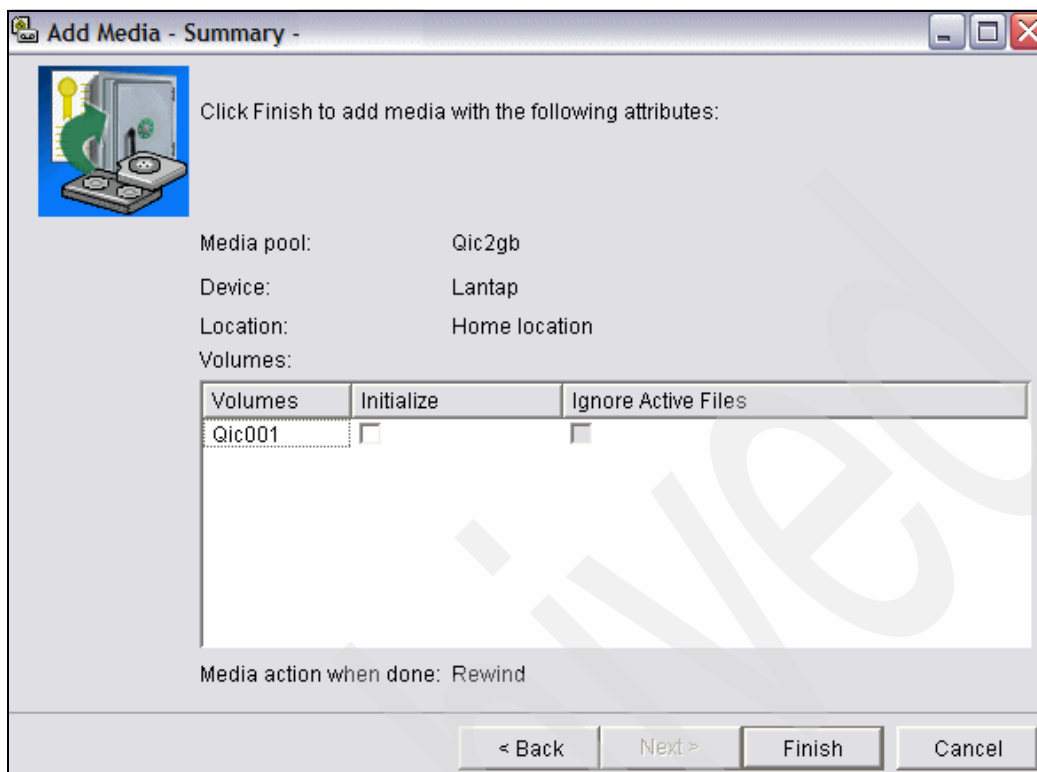 Add Media - Summary -
Click Finish to add media with the following attributes:
Media pool: Qic2gb
Device: Lantap
Location: Home location
Volumes:
Volumes Initialize Ignore Active Files
Qic001
Media action when done: Rewind
< Back Next > Finish Cancel
hived